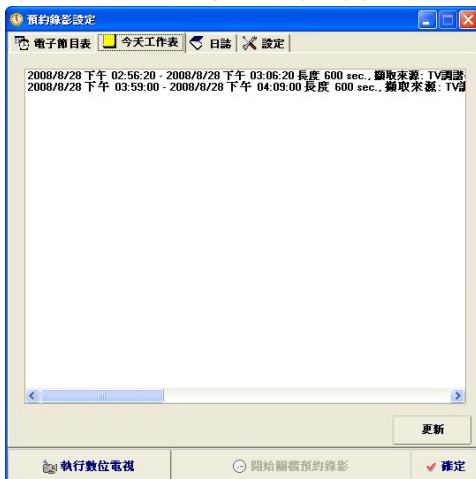 預約錄影設定
電子節目表 今天工作表 日誌 設定
2008/8/28 下午 02:56:20 - 2008/8/28 下午 03:06:20 長度 600 sec., 擷取來源: TV調諧
2008/8/28 下午 03:59:00 - 2008/8/28 下午 04:09:00 長度 600 sec., 擷取來源: TV
更新
執行數位電視 開始關機預約錄影 確定